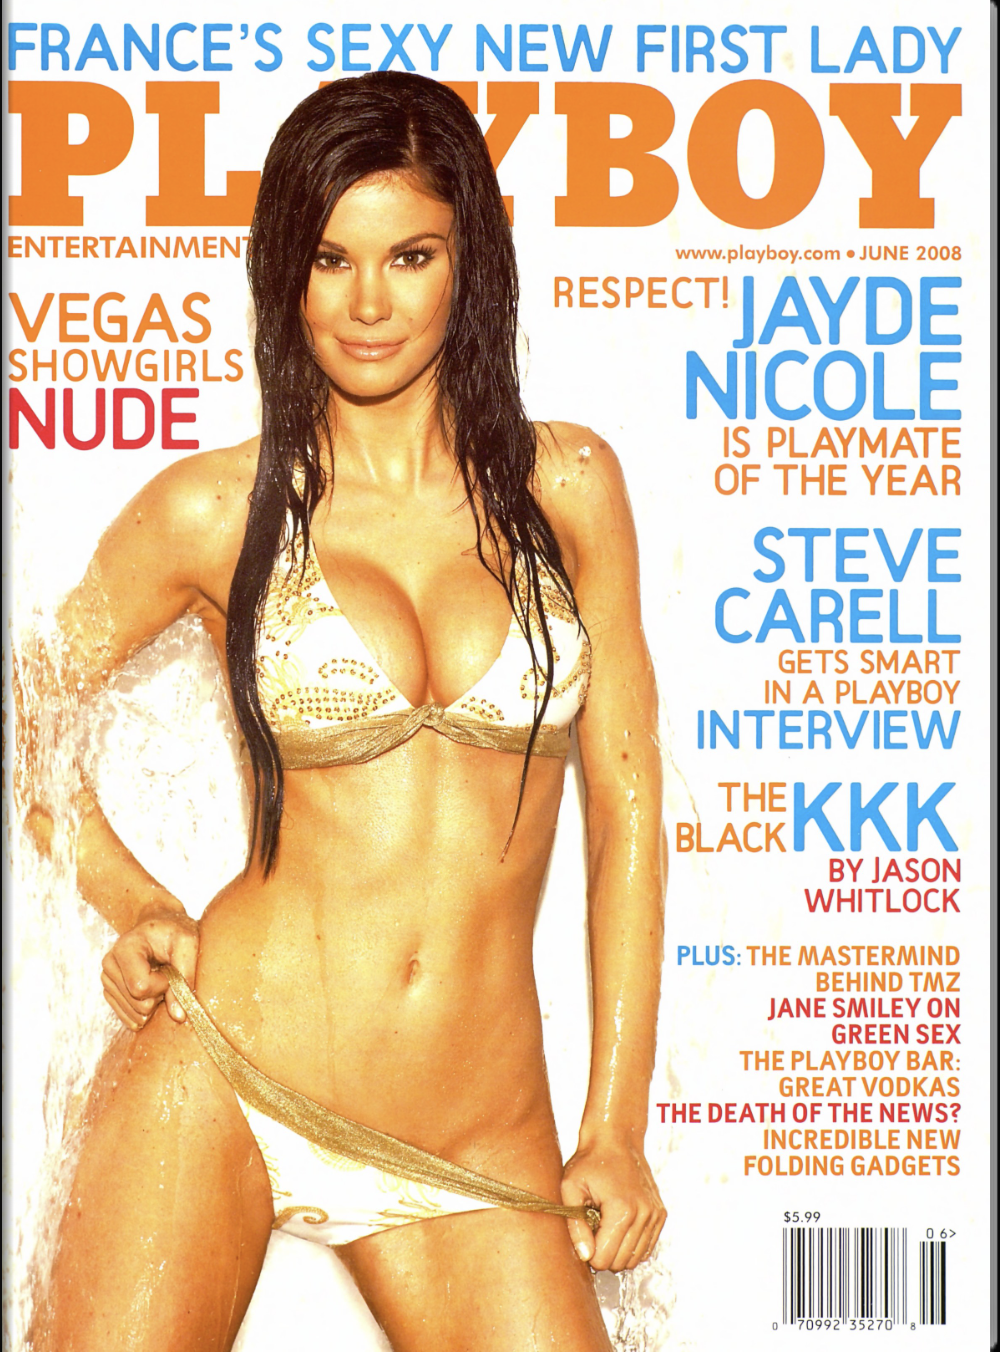 FRANCE'S SEXY NEW FIRST LADY
PLAYBOY
ENTERTAINMENT
www.playboy.com • JUNE 2008
VEGAS
SHOWGIRLS
NUDE
RESPECT! JAYDE
NICOLE
IS PLAYMATE
OF THE YEAR
STEVE
CARELL
GETS SMART
IN A PLAYBOY
INTERVIEW
THE BLACK KKK
BY JASON
WHITLOCK
PLUS: THE MASTERMIND
BEHIND TMZ
JANE SMILEY ON
GREEN SEX
THE PLAYBOY BAR:
GREAT VODKAS
THE DEATH OF THE NEWS?
INCREDIBLE NEW
FOLDING GADGETS
$5.99
06>
0 70992 35270 8